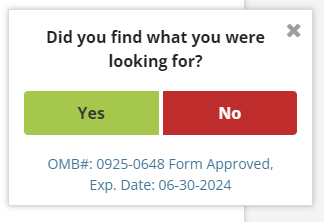 Did you find what you were
looking for?
Yes No
OMB#: 0925-0648 Form Approved,
Exp. Date: 06-30-2024